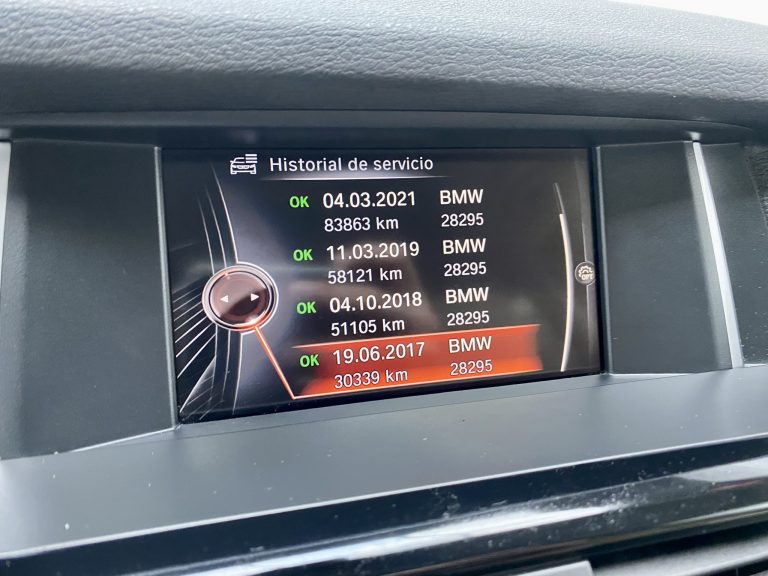 Historial de servicio
OK 04.03.2021 BMW
83863 km 28295
OK 11.03.2019 BMW
58121 km 28295
OK 04.10.2018 BMW
51105 km 28295
OK 19.06.2017 BMW
30339 km 28295
OPT